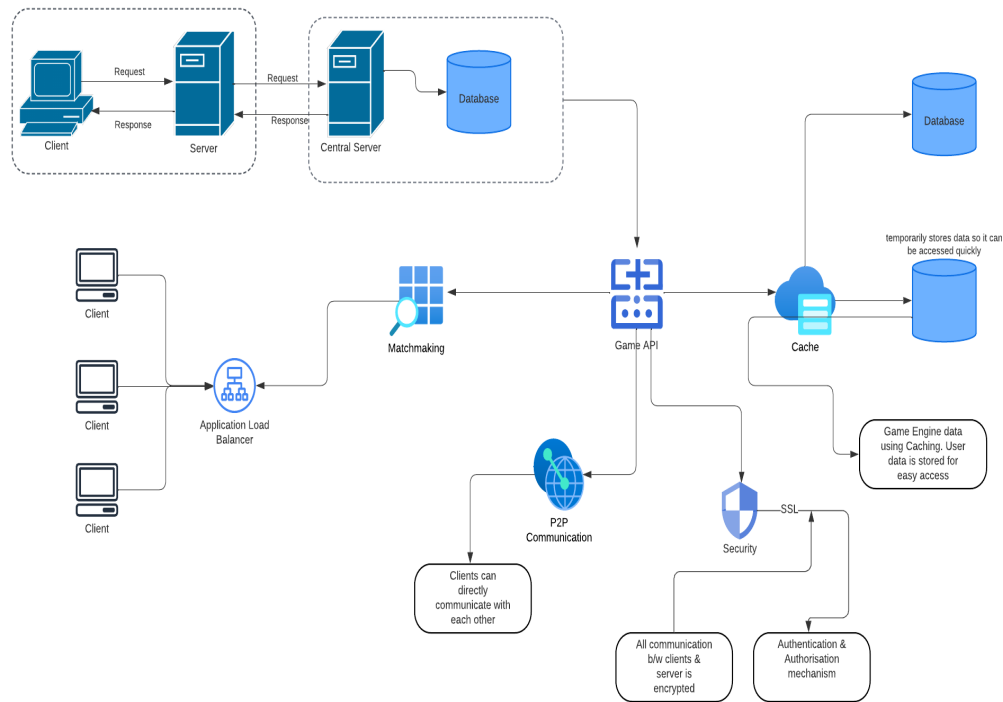 Request
Response
Client
Server
Request
Response
Central Server
Database
Database
temporarily stores data so it can
be accessed quickly
Client
Client
Client
Application Load
Balancer
Matchmaking
Game API
Cache
Game Engine data
using Caching. User
data is stored for
easy access
P2P
Communication
Clients can
directly
communicate with
each other
Security
SSL
All communication
b/w clients &
server is
encrypted
Authentication &
Authorisation
mechanism